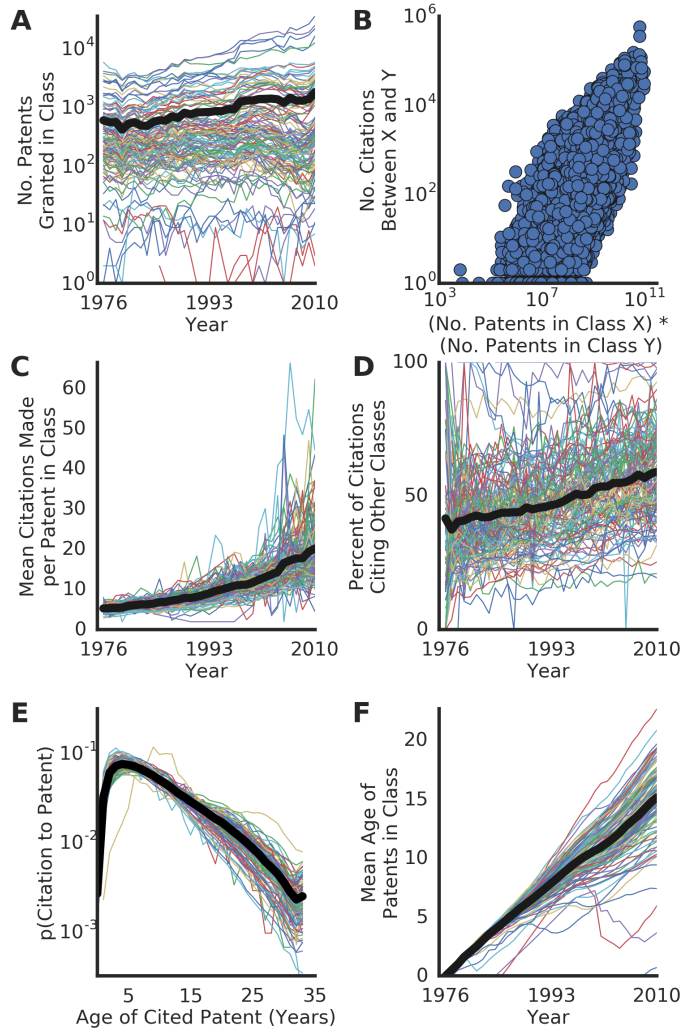 A
No. Patents
Granted in Class
10^4
10^3
10^2
10^1
10^0
1976
1993
2010
Year
B
No. Citations
Between X and Y
10^6
10^4
10^2
10^0
10^3
10^7
10^11
(No. Patents in Class X) *
(No. Patents in Class Y)
C
Mean Citations Made
per Patent in Class
60
50
40
30
20
10
0
1976
1993
2010
Year
D
Percent of Citations
Citing Other Classes
100
50
0
1976
1993
2010
Year
E
p(Citation to Patent)
10^-1
10^-2
10^-3
5
15
25
35
Age of Cited Patent (Years)
F
Mean Age of
Patents in Class
20
15
10
5
0
1976
1993
2010
Year